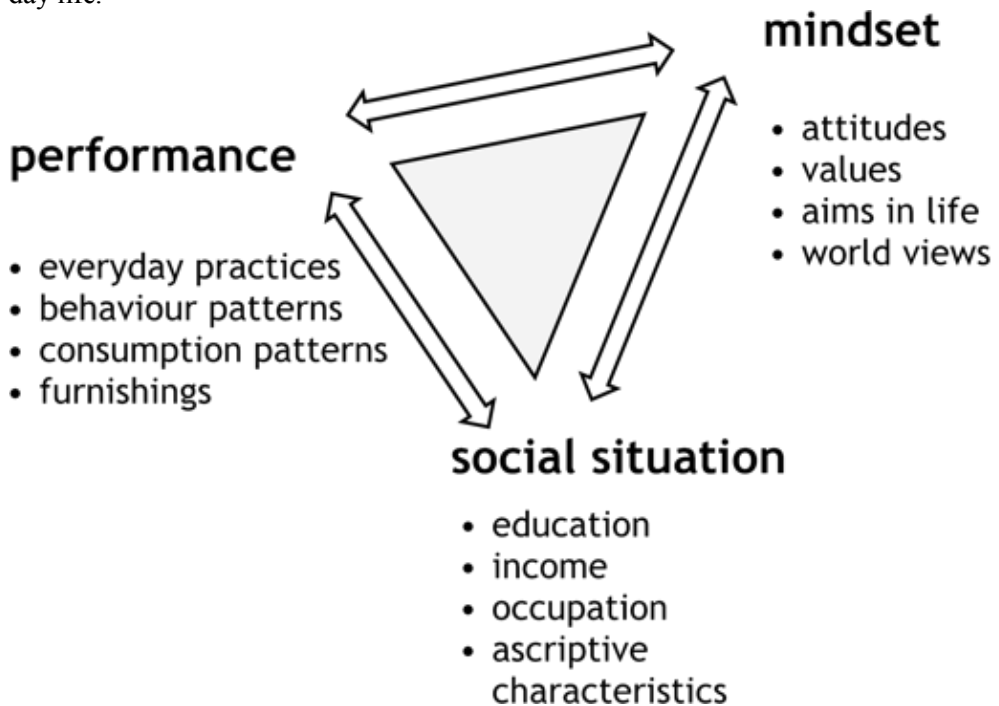 day life.
mindset
• attitudes
• values
• aims in life
• world views
performance
• everyday practices
• behaviour patterns
• consumption patterns
• furnishings
social situation
• education
• income
• occupation
• ascriptive
characteristics